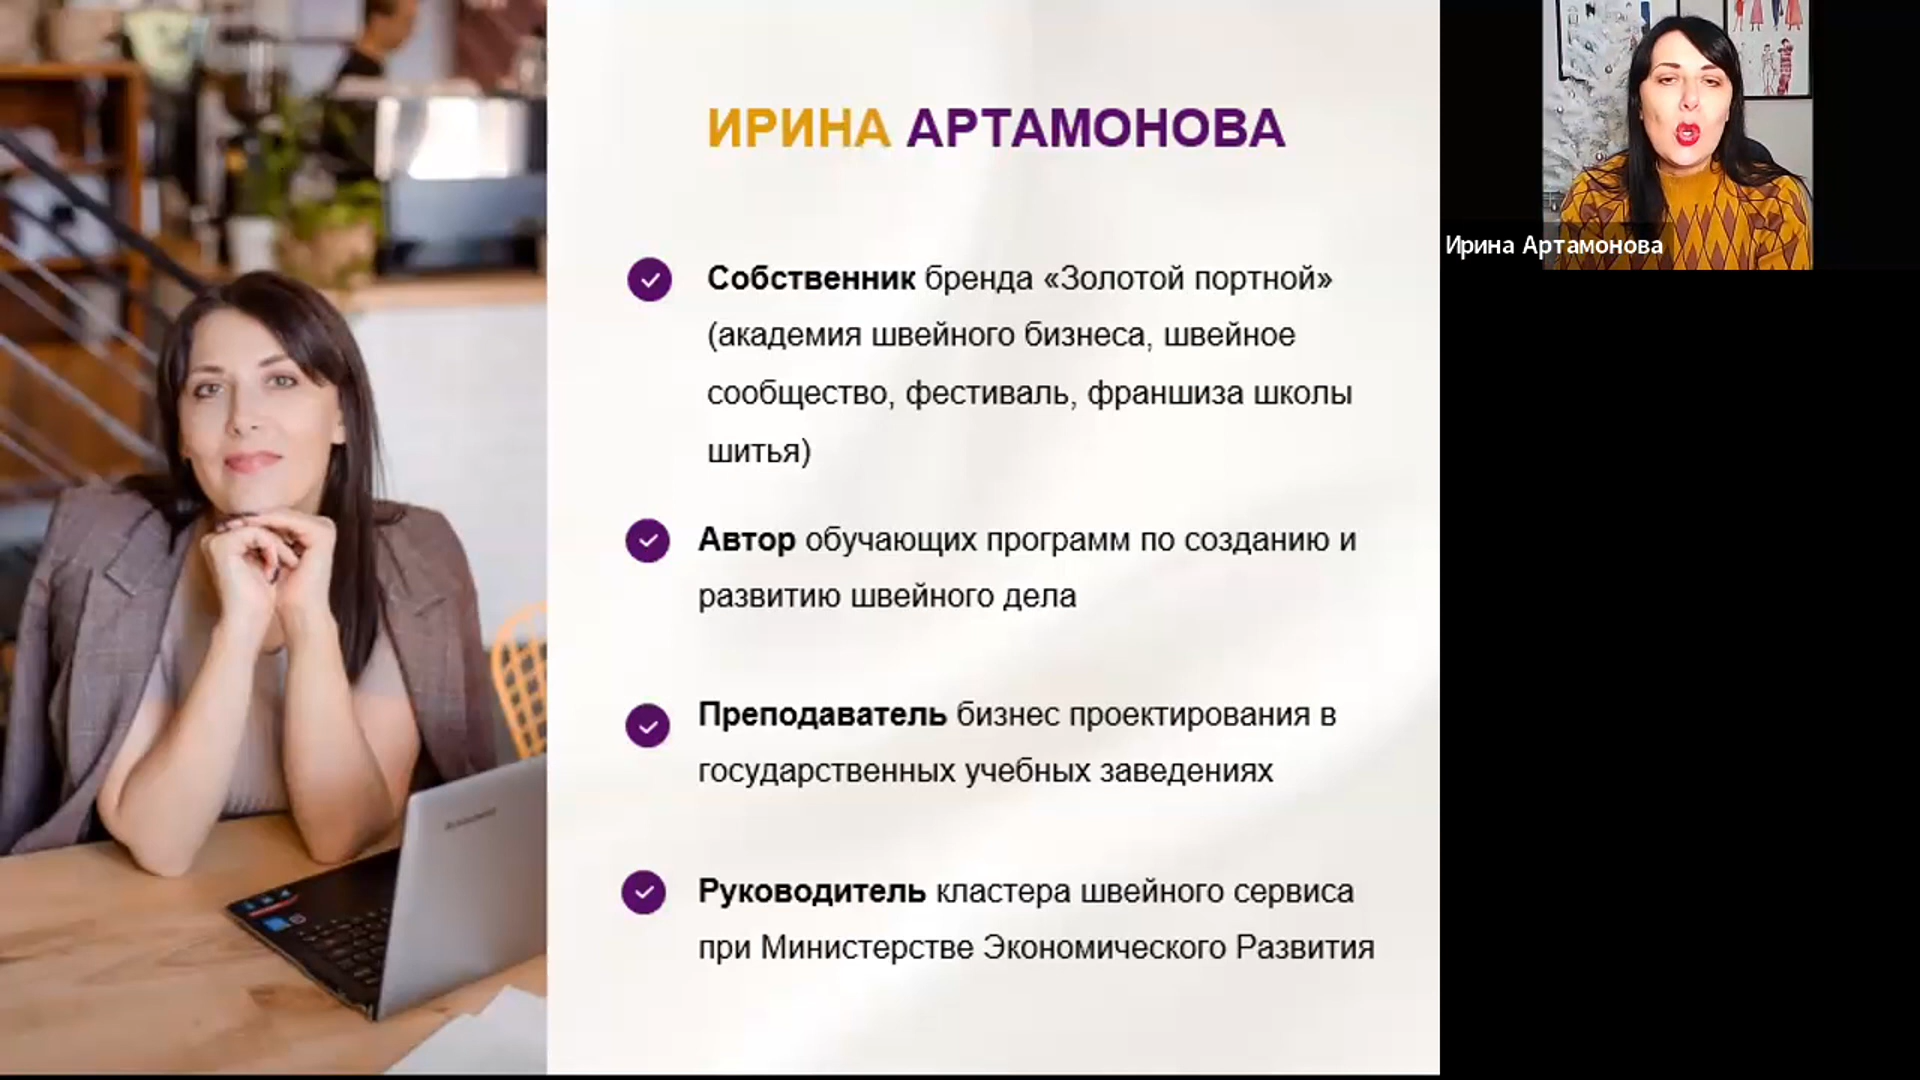 ИРИНА АРТАМОНОВА
Собственник бренда «Золотой портной»
(академия швейного бизнеса, швейное
сообщество, фестиваль, франшиза школы
шитья)
Автор обучающих программ по созданию и
развитию швейного дела
Преподаватель бизнес проектирования в
государственных учебных заведениях
Руководитель кластера швейного сервиса
при Министерстве Экономического Развития
Ирина Артамонова